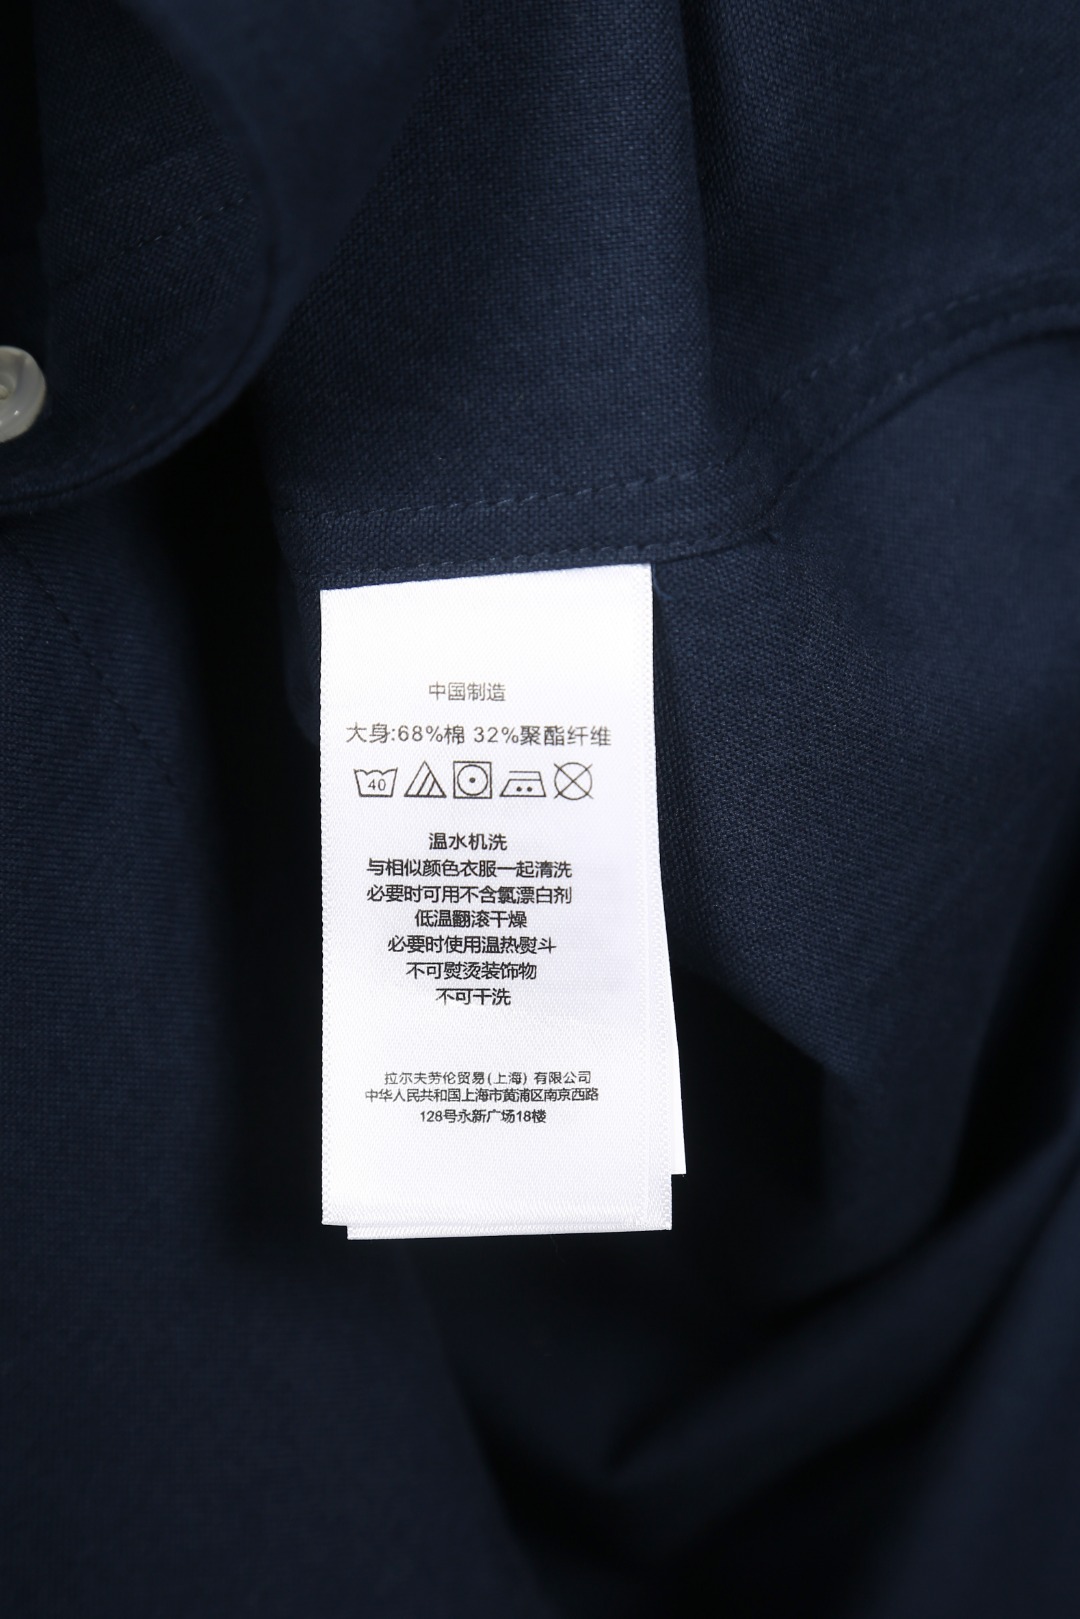 中国制造
大身:68%棉 32%聚酯纤维
40
温水机洗
与相似颜色衣服一起清洗
必要时可用不含氯漂白剂
低温翻滚干燥
必要时使用温热熨斗
不可熨烫装饰物
不可干洗
拉尔夫劳伦贸易(上海) 有限公司
中华人民共和国上海市黄浦区南京西路
128号永新广场18楼